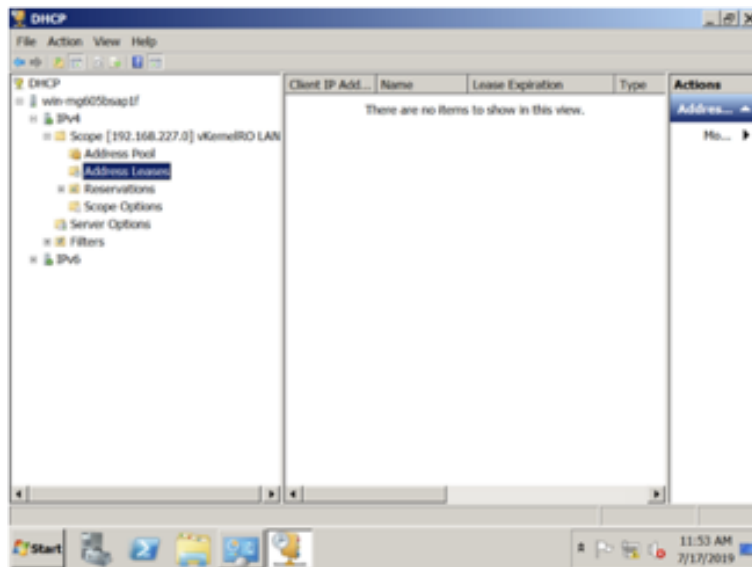 DHCP
File Action View Help
DHCP
win-mg605bsap1f
IPv4
Scope [192.168.227.0] vKernelRO LAN
Address Pool
Address Leases
Reservations
Scope Options
Server Options
Filters
IPv6
Client IP Add... Name Lease Expiration Type
There are no items to show in this view.
Actions
Addres...
Mo...
Start
11:53 AM
7/17/2019